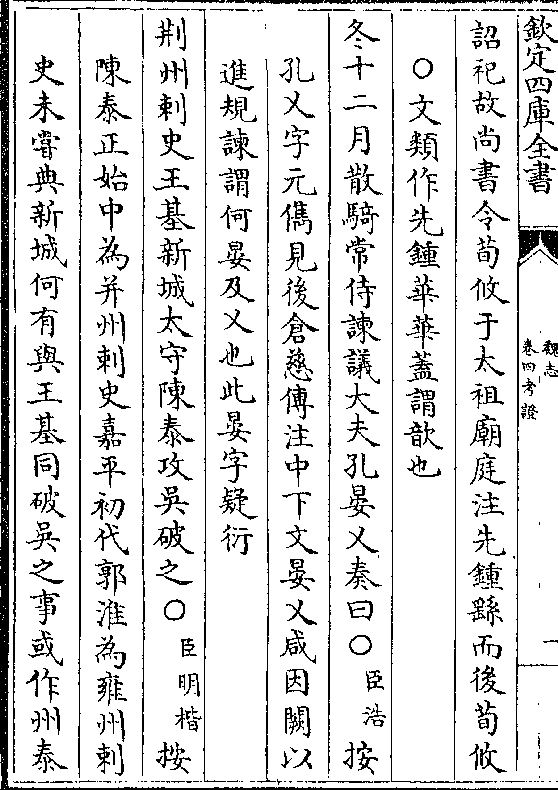 欽定四庫全書
魏志
卷四考證
一
詔祀故尚書令荀攸于太祖廟庭注先鍾繇而後荀攸
○文類作先鍾華華蓋謂歆也
冬十二月散騎常侍諫議大夫孔晏乂奏曰○臣浩按
孔乂字元儁見後倉慈傳注中下文晏乂咸因闕以
進規諫謂何晏及乂也此晏字疑衍
荆州刺史王基新城太守陳泰攻吳破之○臣明楷按
陳泰正始中為并州刺史嘉平初代郭淮為雍州刺
史未嘗典新城何有與王基同破吳之事或作州泰